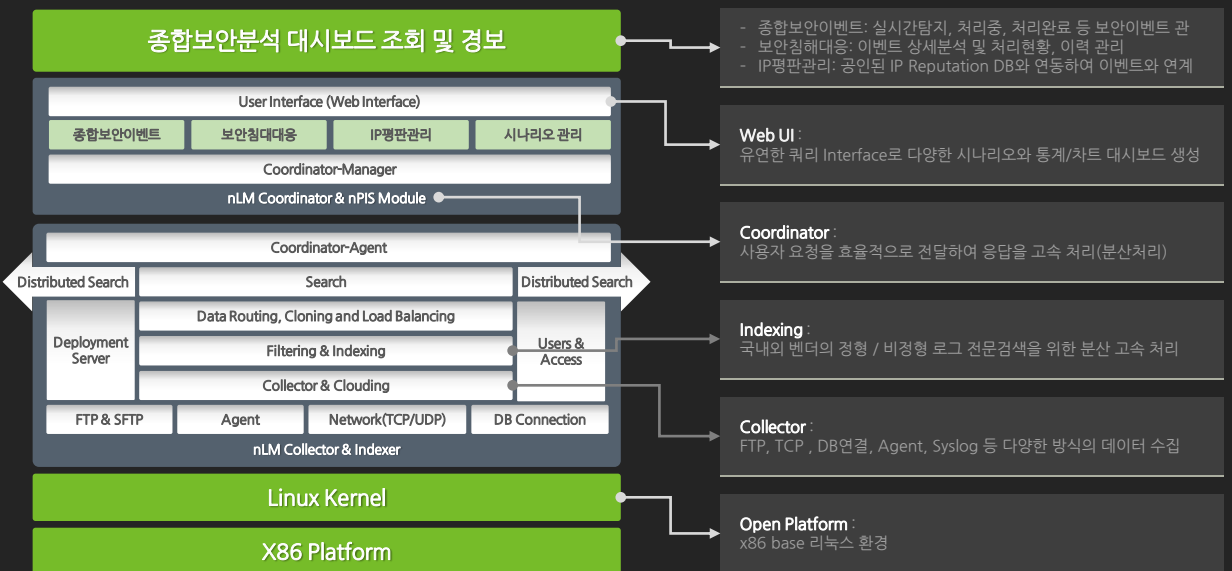 종합보안분석 대시보드 조회 및 경보
User Interface (Web Interface)
종합보안이벤트
보안침대대응
IP평판관리
시나리오 관리
Coordinator-Manager
nLM Coordinator & nPIS Module
Coordinator-Agent
Distributed Search
Search
Distributed Search
Deployment
Server
Data Routing, Cloning and Load Balancing
Filtering & Indexing
Collector & Clouding
Users &
Access
FTP & SFTP
Agent
Network(TCP/UDP)
DB Connection
nLM Collector & Indexer
Linux Kernel
X86 Platform
- 종합보안이벤트: 실시간탐지, 처리중, 처리완료 등 보안이벤트 관
- 보안침해대응: 이벤트 상세분석 및 처리현황, 이력 관리
- IP평판관리: 공인된 IP Reputation DB와 연동하여 이벤트와 연계
Web UI :
유연한 쿼리 Interface로 다양한 시나리오와 통계/차트 대시보드 생성
Coordinator :
사용자 요청을 효율적으로 전달하여 응답을 고속 처리(분산처리)
Indexing :
국내외 벤더의 정형 / 비정형 로그 전문검색을 위한 분산 고속 처리
Collector :
FTP, TCP , DB연결, Agent, Syslog 등 다양한 방식의 데이터 수집
Open Platform :
x86 base 리눅스 환경